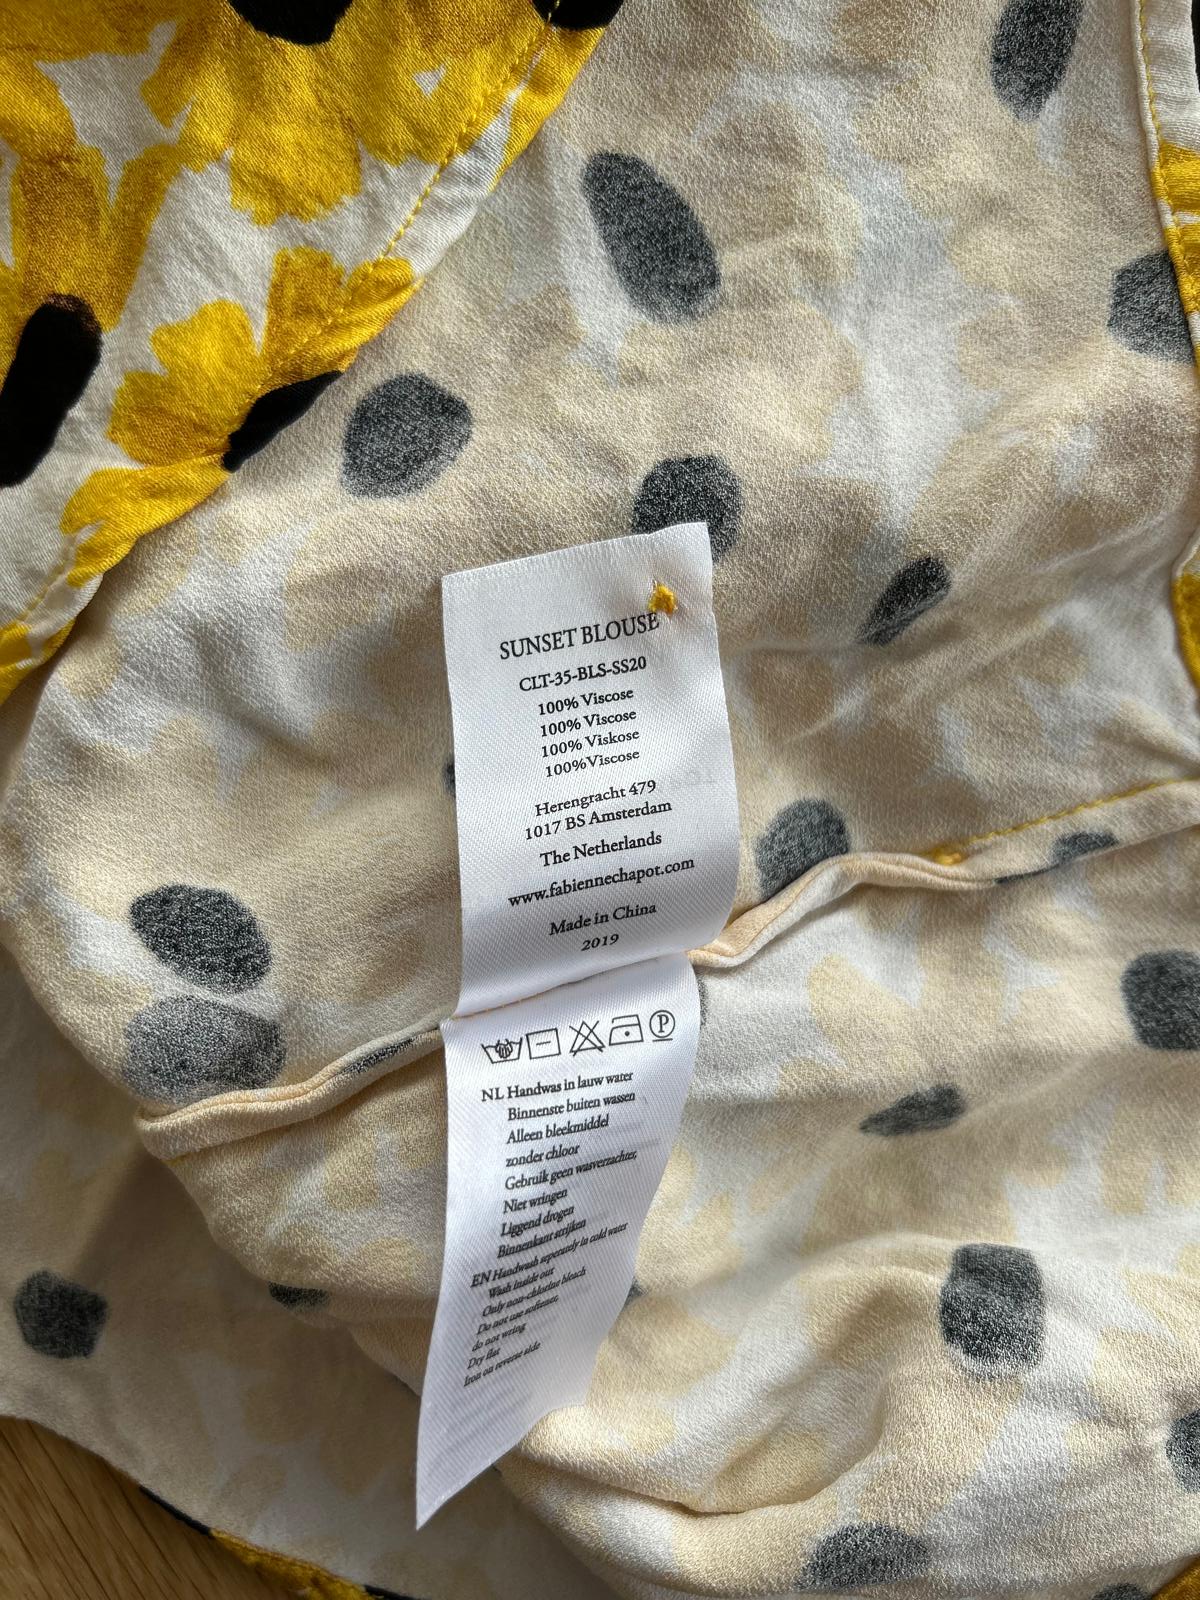 SUNSET BLOUSE
CLT-35-BLS-SS20
100% Viscose
100% Viscose
100% Viskose
100%Viscose
Herengracht 479
1017 BS Amsterdam
The Netherlands
www.fabiennechapot.com
Made in China
2019
P
NL Handwas in lauw water
Binnenste buiten wassen
Alleen bleekmiddel
zonder chloor
Gebruik geen wasverzachter,
Niet wringen
Liggend drogen
Binnenkant strijken
EN Handwash seperately in cold water
Wash inside out
Only non-chlorine bleach
Do not use softener,
do not wring
Dry flat
Iron on reverse side